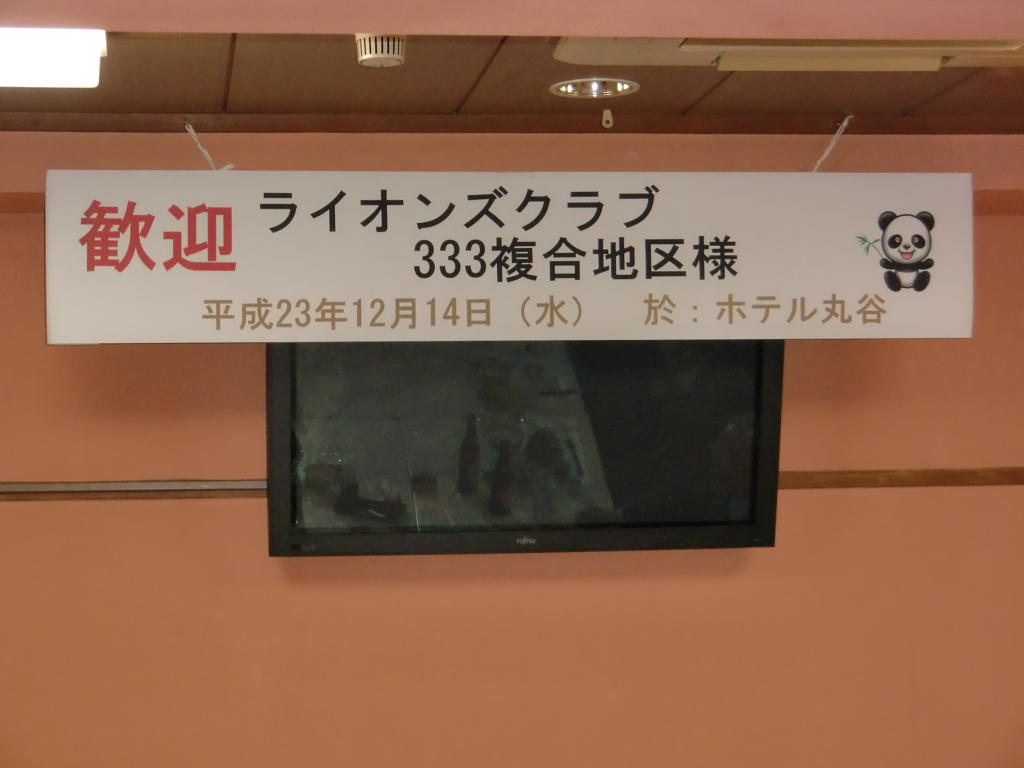 歓迎 ライオンズクラブ
333複合地区様
平成23年12月14日（水）　於：ホテル丸谷
FUJITSU